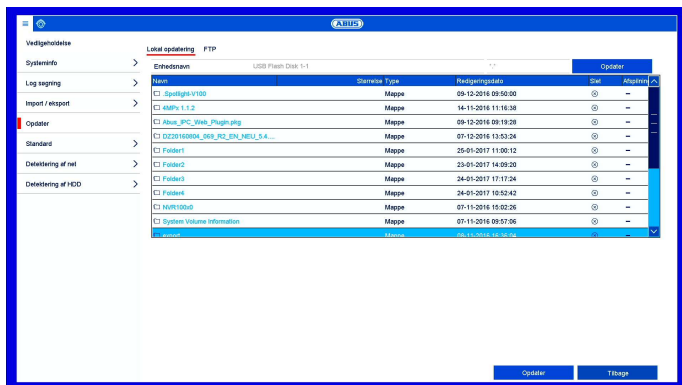 ABUS
Vedligeholdelse
Lokal opdatering FTP
Systeminfo >
Enhedsnavn USB Flash Disk 1-1 *.* Opdater
Log søgning >
Navn Størrelse Type Redigeringsdato Slet Afspilning
.Spotlight-V100 Mappe 09-12-2016 09:50:00
Import / eksport >
4MPs 1.1.2 Mappe 14-11-2016 11:16:38
Abus_IPC_Web_Plugin.pkg Mappe 09-12-2016 09:19:28
Opdater
DZ20160004_069_R2_EN_NEU_5.4.... Mappe 07-12-2016 13:53:24
Standard >
Folder1 Mappe 25-01-2017 11:00:12
Detektering af net >
Folder2 Mappe 23-01-2017 14:09:20
Folder3 Mappe 24-01-2017 17:17:24
Detektering af HDD >
Folder4 Mappe 24-01-2017 10:52:42
NVR100x0 Mappe 07-11-2016 15:02:26
System Volume Information Mappe 07-11-2016 09:57:06
export Mappe
Opdater Tilbage